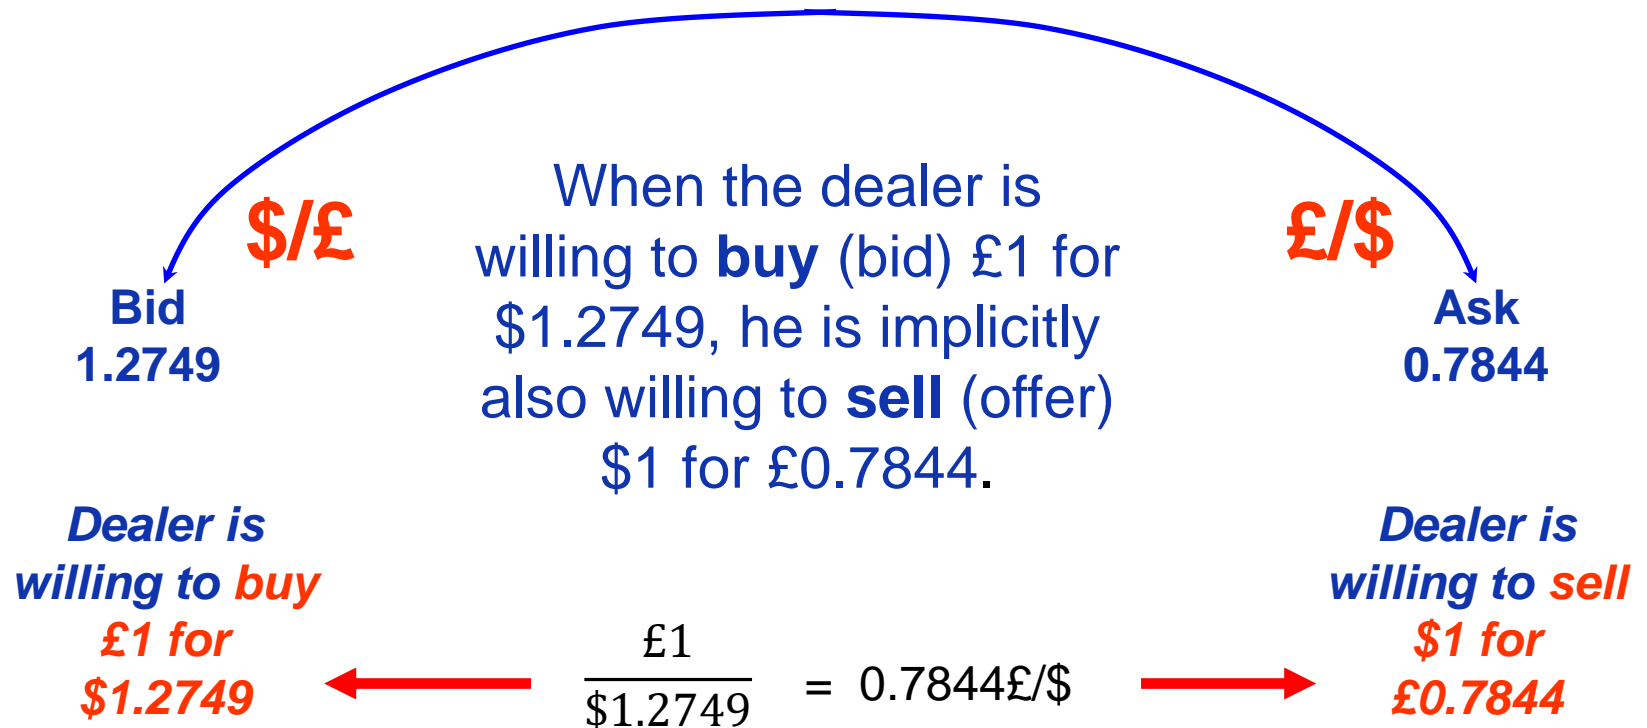 $/£
£/$
Bid
1.2749
When the dealer is
willing to buy (bid) £1 for
$1.2749, he is implicitly
also willing to sell (offer)
$1 for £0.7844.
Ask
0.7844
Dealer is
willing to buy
£1 for
$1.2749
£1
$1.2749
= 0.7844£/$
Dealer is
willing to sell
$1 for
£0.7844